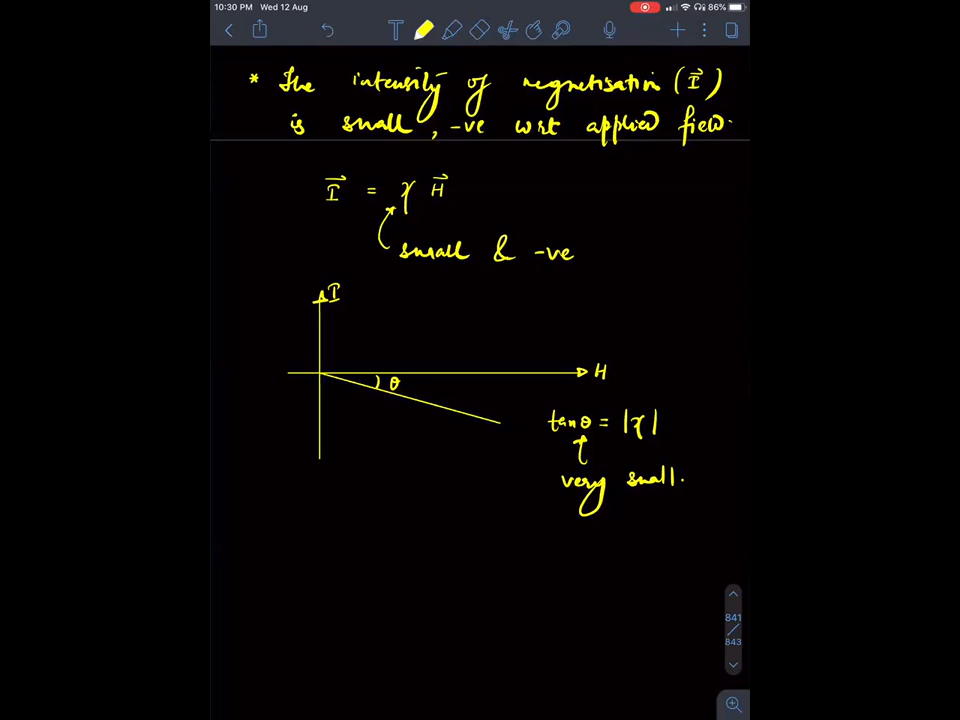 10:30 PM Wed 12 Aug 86%
* The intensity of magnetisation (I⃗)
is small, -ve wrt applied field.
I⃗ = χ H⃗
small & -ve
I
H
θ
tanθ = |χ|
very small.
841
843